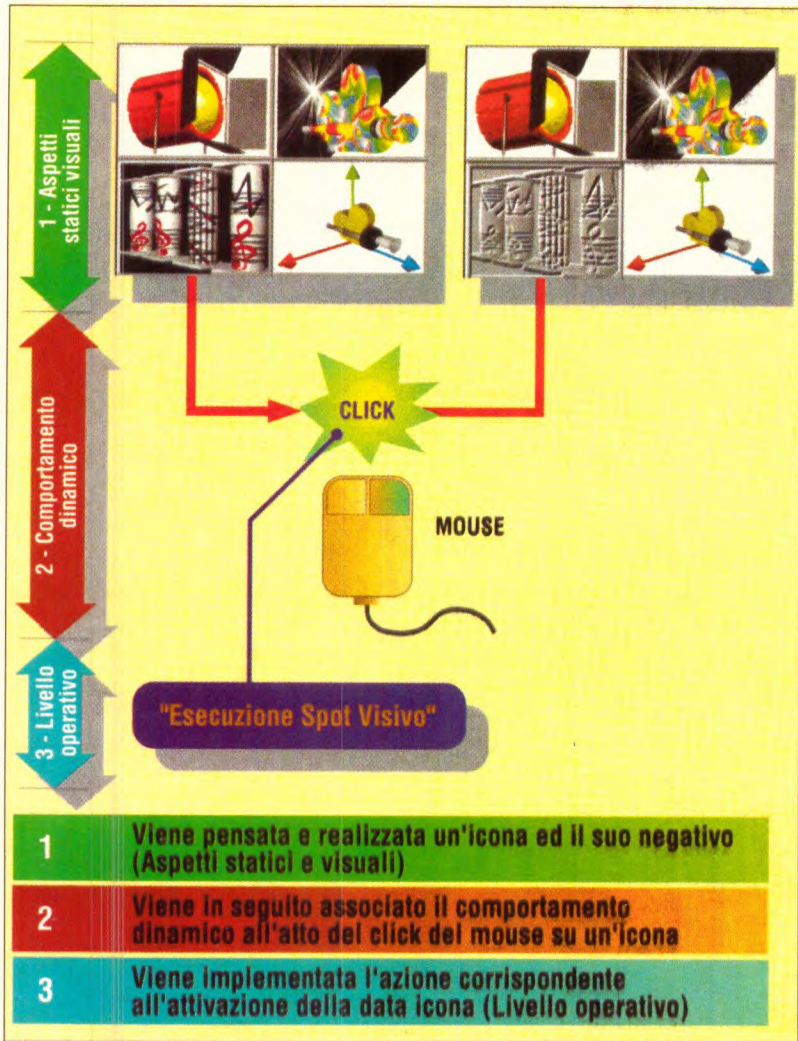 1 - Aspetti
statici visuali
CLICK
2 - Comportamento
dinamico
MOUSE
3 - Livello
operativo
"Esecuzione Spot Visivo"
1
Viene pensata e realizzata un'icona ed il suo negativo
(Aspetti statici e visuali)
2
Viene in seguito associato il comportamento
dinamico all'atto del click del mouse su un'icona
3
Viene implementata l'azione corrispondente
all'attivazione della data icona (Livello operativo)